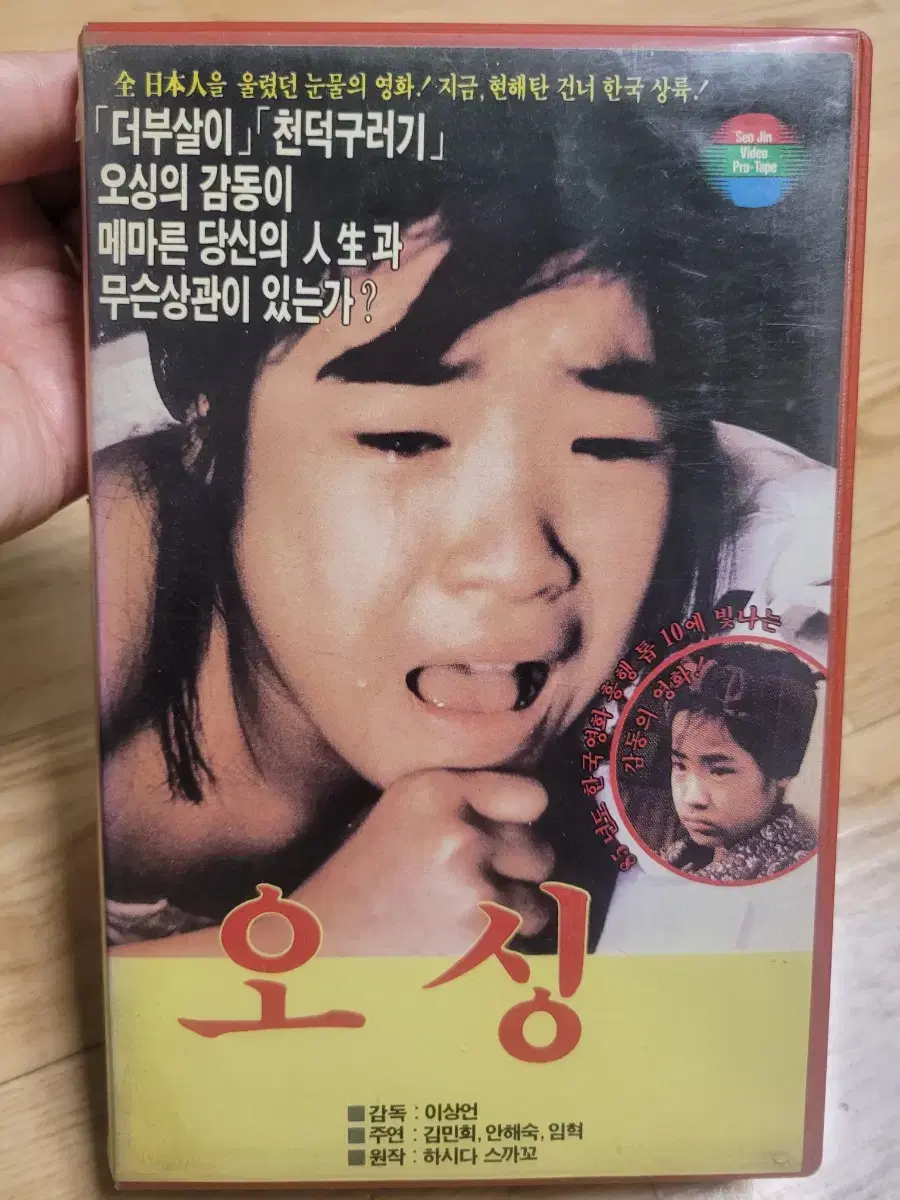 全 日本人을 울렸던 눈물의 영화! 지금, 현해탄 건너 한국 상륙!
「더부살이」「천덕구러기」
오싱의 감동이
메마른 당신의 人生과
무슨상관이 있는가?
Seo Jin
Video
Pro-Tape
85년도 한국영화 흥행 톱 10에 빛나는
감동의 영화!
오싱
■감독 : 이상언
■주연 : 김민희, 안해숙, 임혁
■원작 : 하시다 스까꼬